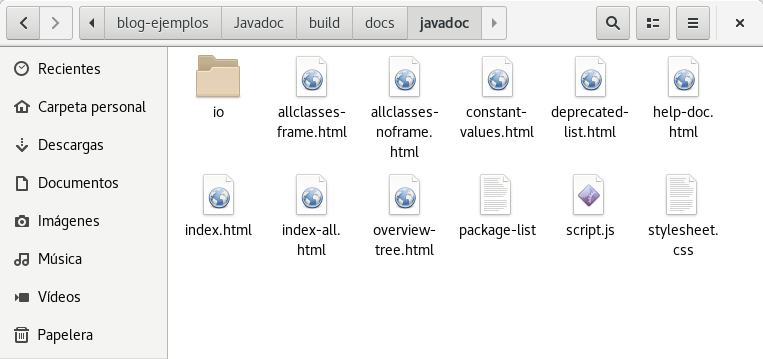 blog-ejemplos Javadoc build docs javadoc
Recientes
Carpeta personal
Descargas
Documentos
Imágenes
Música
Vídeos
Papelera
io
allclasses-
frame.html
allclasses-
noframe.
html
constant-
values.html
deprecated-
list.html
help-doc.
html
index.html
index-all.
html
overview-
tree.html
package-list
script.js
stylesheet.
css